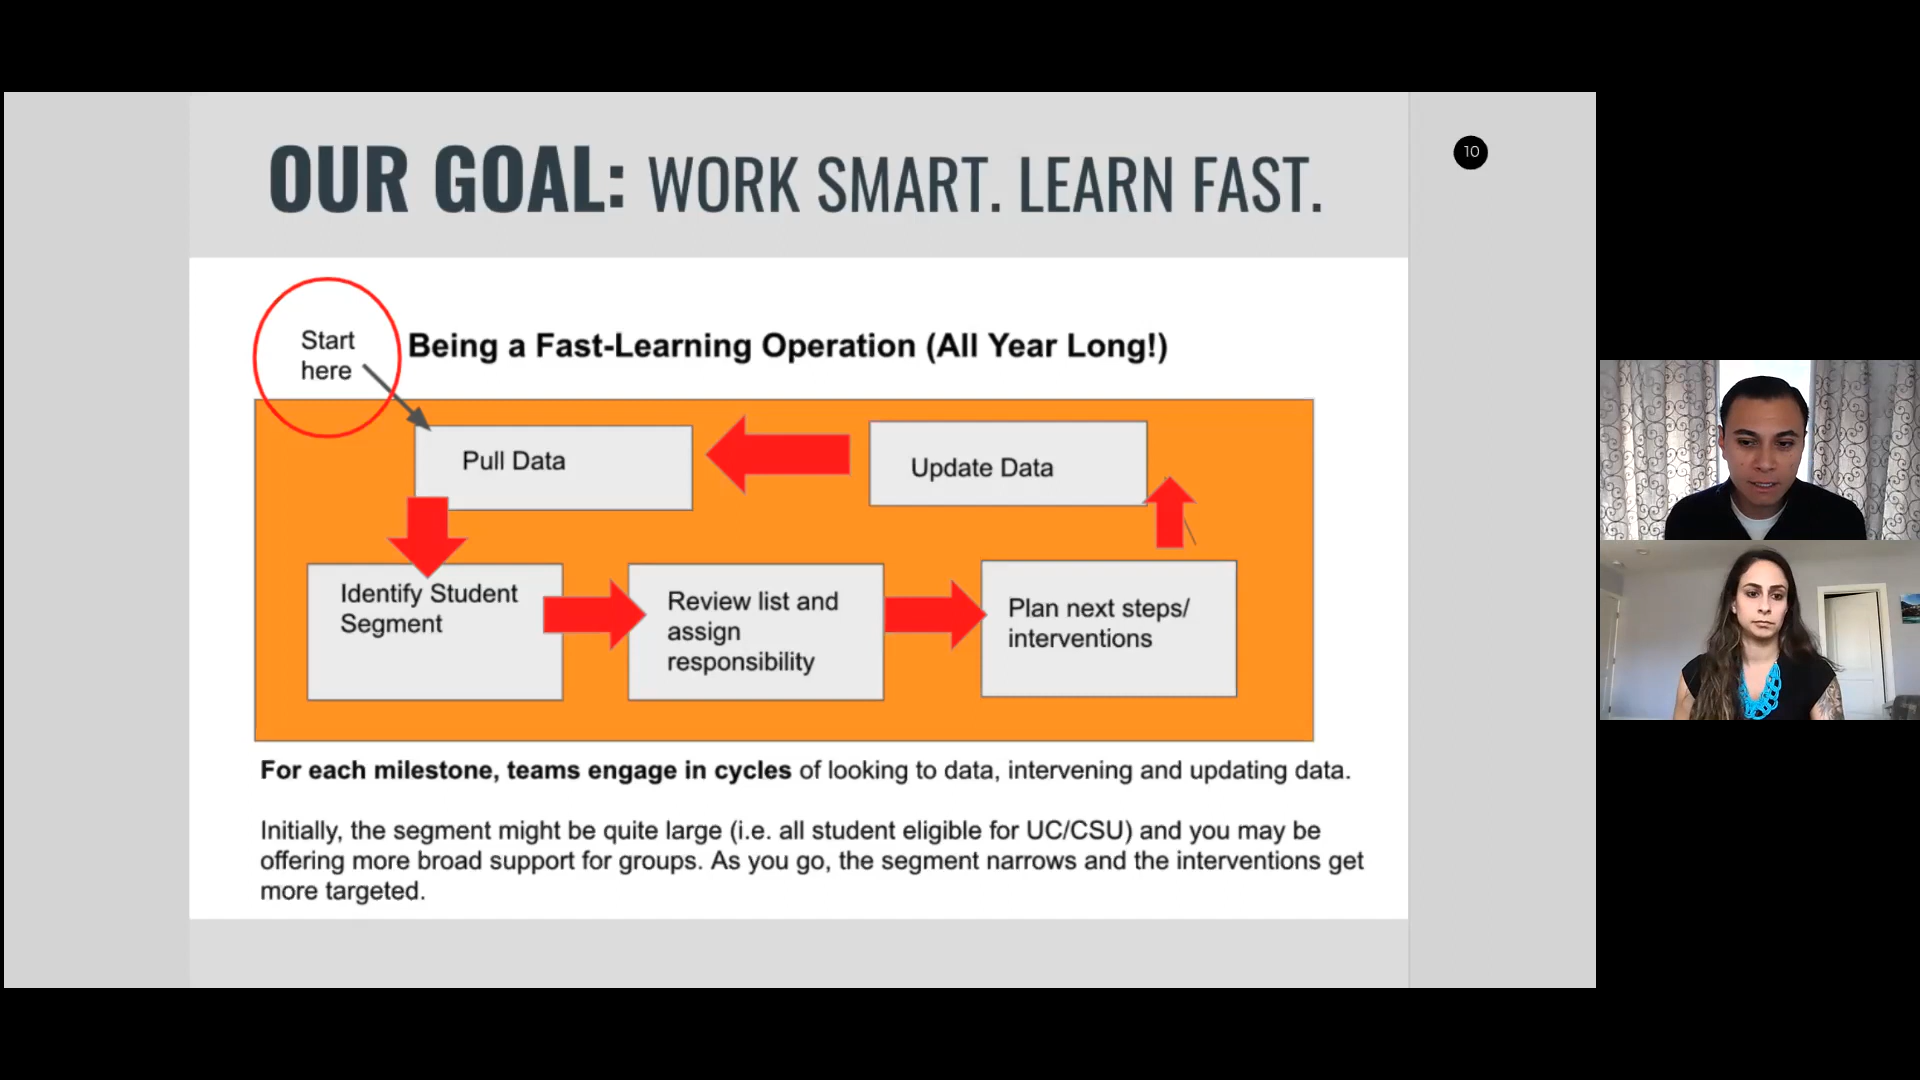 OUR GOAL: WORK SMART. LEARN FAST.
10
Start
here
Being a Fast-Learning Operation (All Year Long!)
Pull Data
Update Data
Identify Student
Segment
Review list and
assign
responsibility
Plan next steps/
interventions
For each milestone, teams engage in cycles of looking to data, intervening and updating data.
Initially, the segment might be quite large (i.e. all student eligible for UC/CSU) and you may be
offering more broad support for groups. As you go, the segment narrows and the interventions get
more targeted.